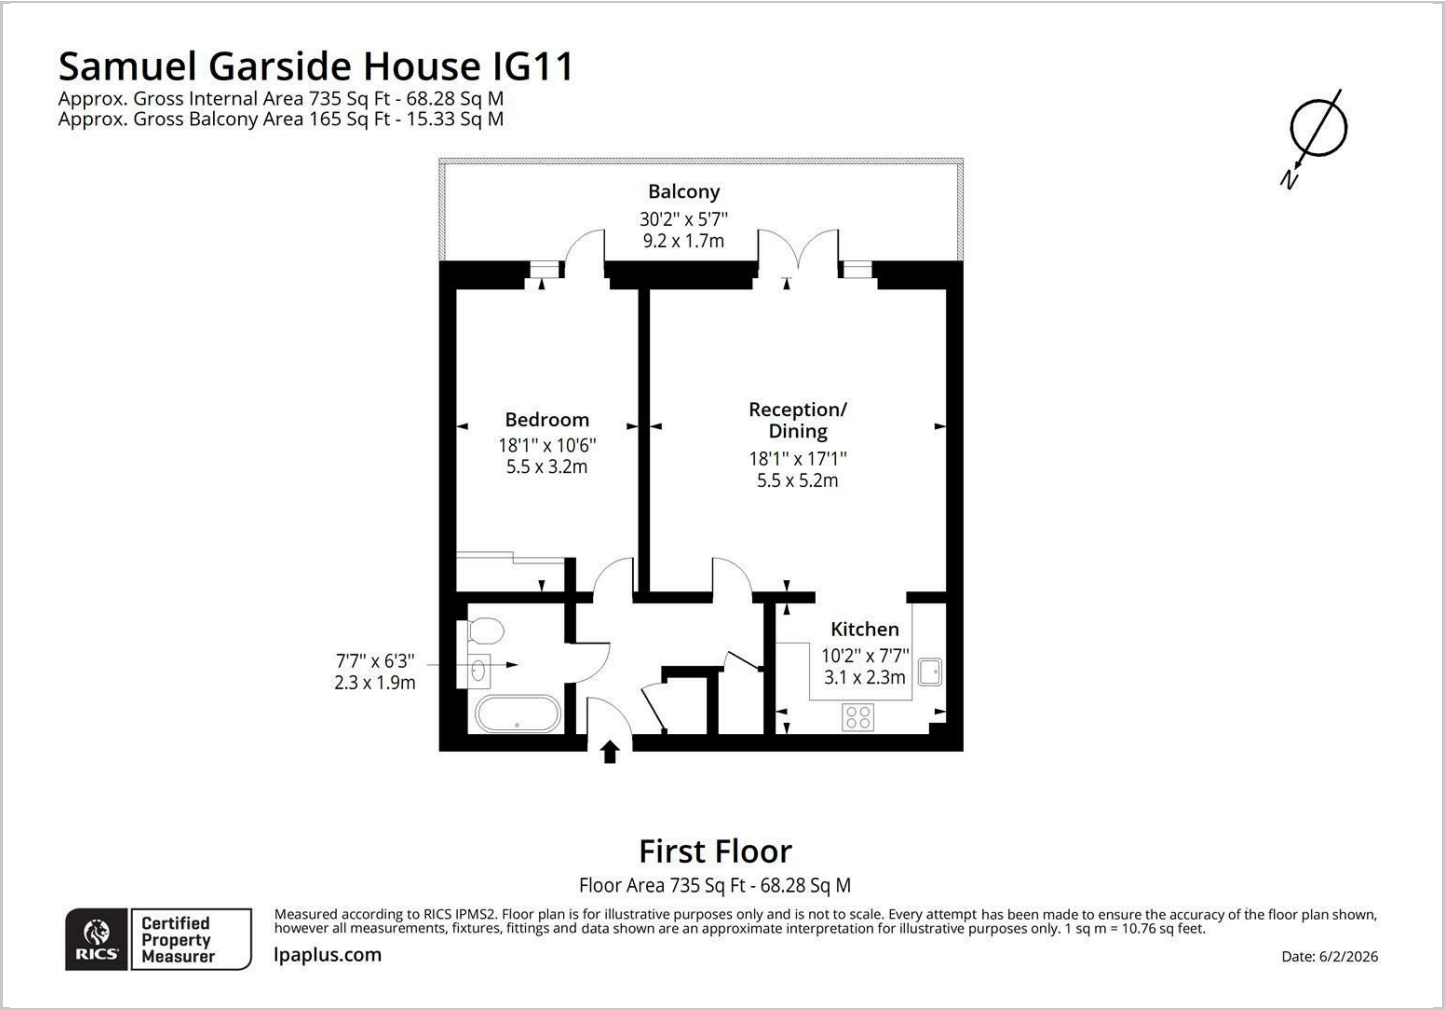 Samuel Garside House IG11
Approx. Gross Internal Area 735 Sq Ft - 68.28 Sq M
Approx. Gross Balcony Area 165 Sq Ft - 15.33 Sq M
N
Balcony
30'2" x 5'7"
9.2 x 1.7m
Bedroom
18'1" x 10'6"
5.5 x 3.2m
Reception/
Dining
18'1" x 17'1"
5.5 x 5.2m
Kitchen
10'2" x 7'7"
3.1 x 2.3m
7'7" x 6'3"
2.3 x 1.9m
First Floor
Floor Area 735 Sq Ft - 68.28 Sq M
RICS
Certified
Property
Measurer
Measured according to RICS IPMS2. Floor plan is for illustrative purposes only and is not to scale. Every attempt has been made to ensure the accuracy of the floor plan shown,
however all measurements, fixtures, fittings and data shown are an approximate interpretation for illustrative purposes only. 1 sq m = 10.76 sq feet.
lpaplus.com
Date: 6/2/2026